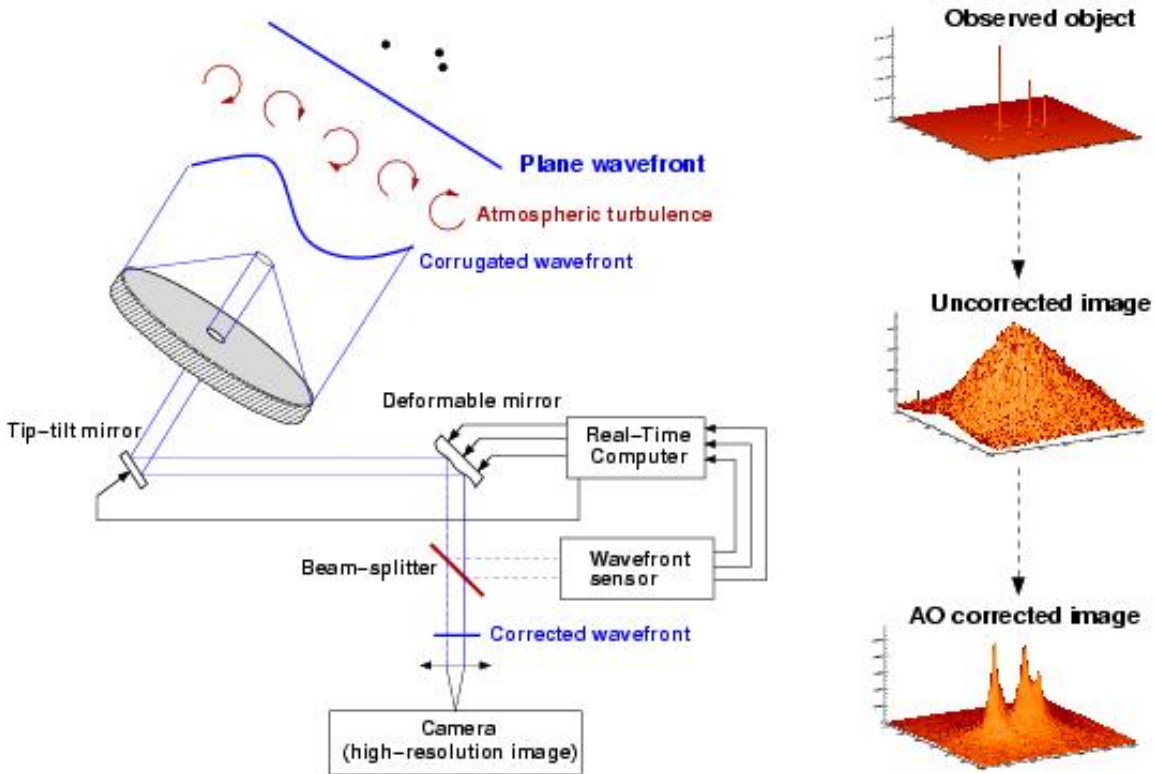 Observed object
Plane wavefront
Atmospheric turbulence
Corrugated wavefront
Uncorrected image
Deformable mirror
Tip-tilt mirror
Real-Time
Computer
Beam-splitter
Wavefront
sensor
Corrected wavefront
AO corrected image
Camera
(high-resolution image)